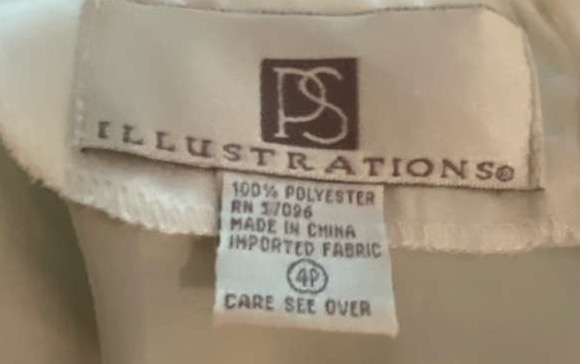 PS
ILLUSTRATIONS®
100% POLYESTER
RN 57096
MADE IN CHINA
IMPORTED FABRIC
4P
CARE SEE OVER